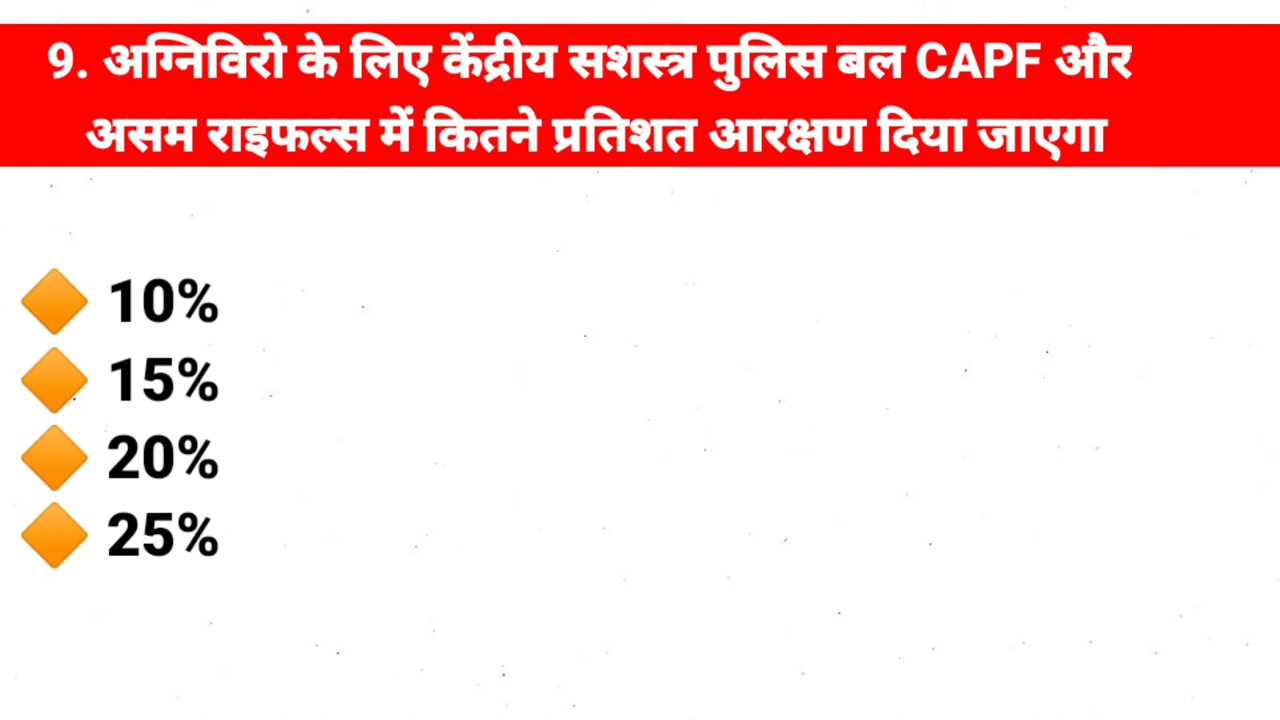 9. अग्निविरो के लिए केंद्रीय सशस्त्र पुलिस बल CAPF और
असम राइफल्स में कितने प्रतिशत आरक्षण दिया जाएगा
10%
15%
20%
25%